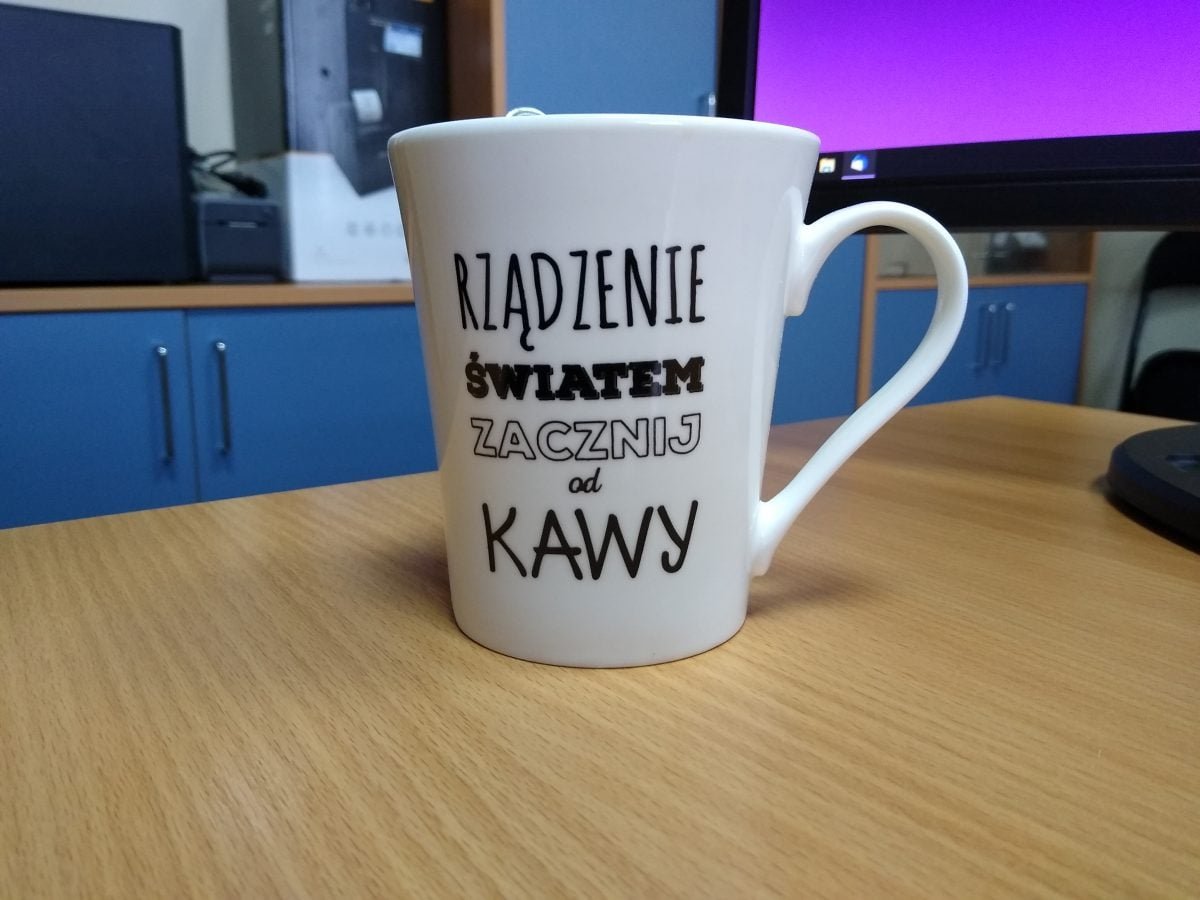 RZĄDZENIE
ŚWIATEM
ZACZNIJ
od
KAWY